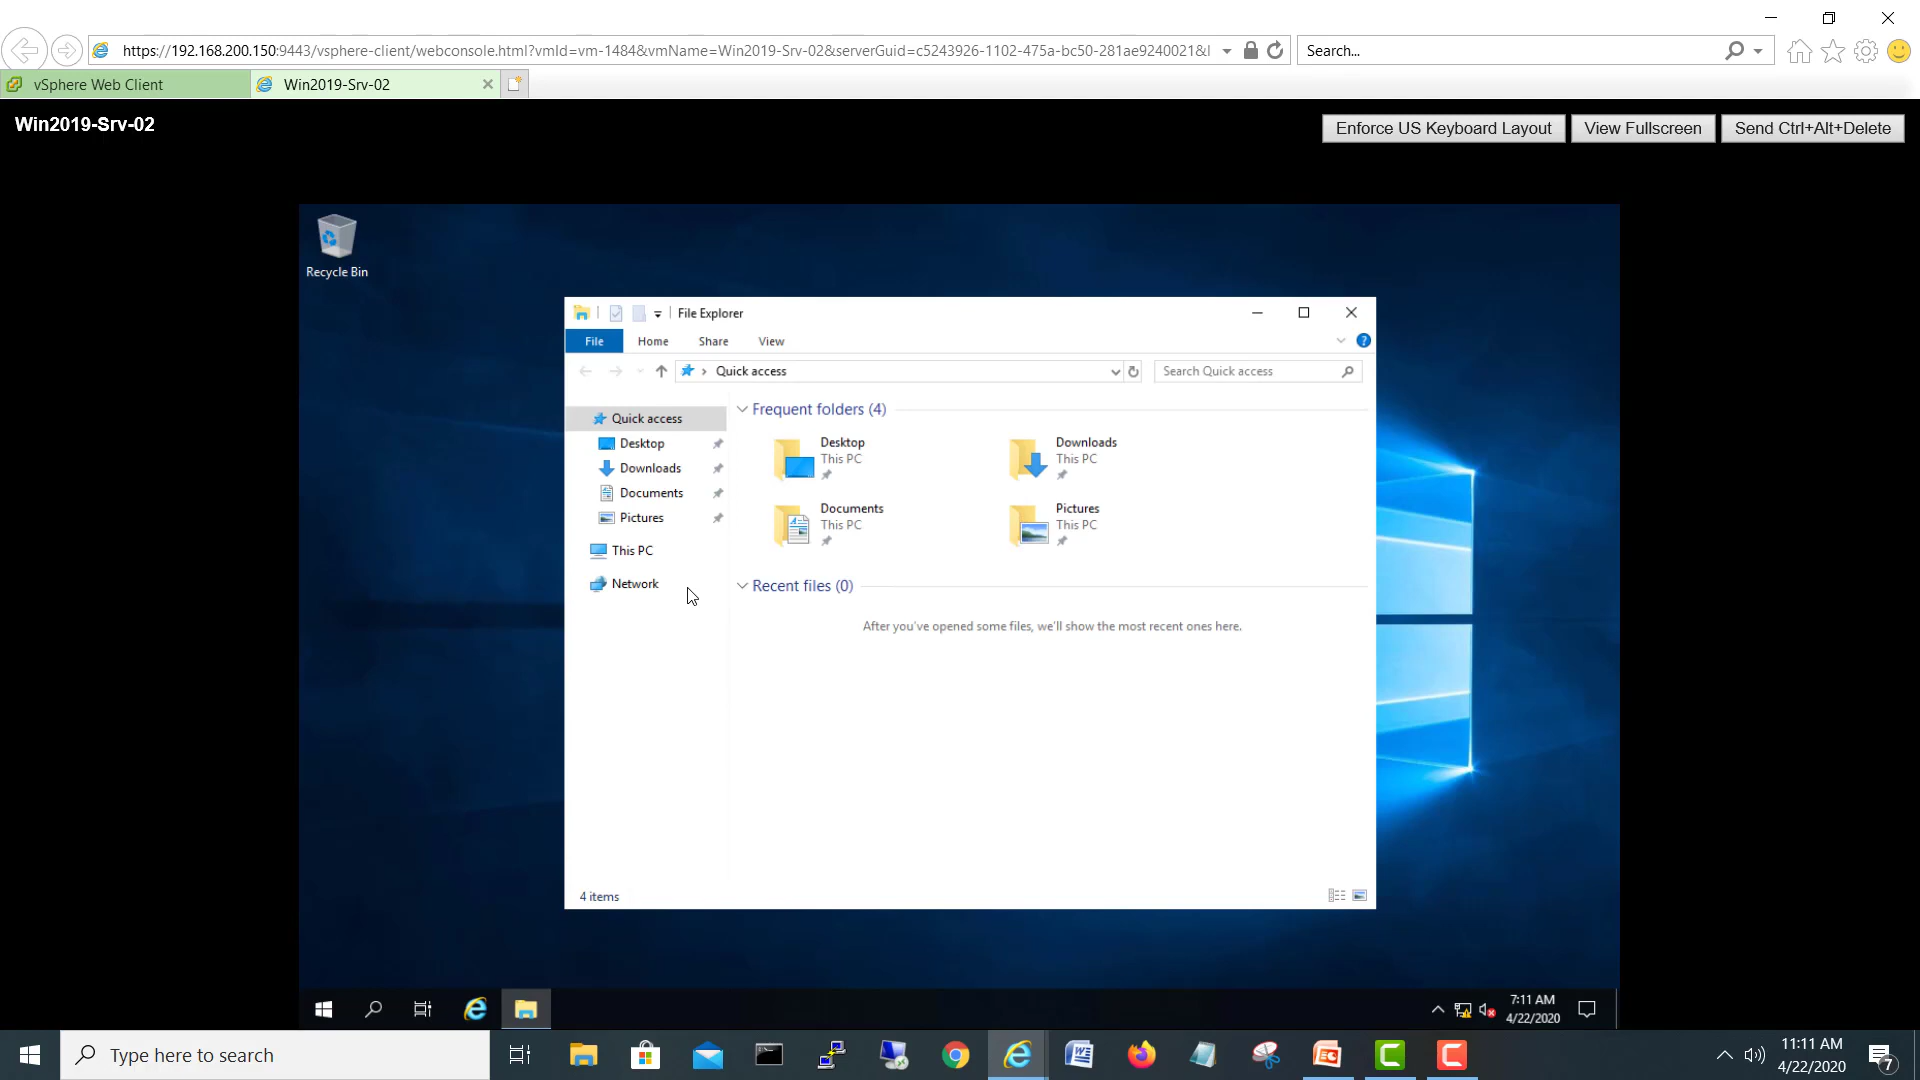 https://192.168.200.150:9443/vsphere-client/webconsole.html?vmId=vm-1484&vmName=Win2019-Srv-02&serverGuid=c5243926-1102-475a-bc50-281ae9240021&l
Search...
vSphere Web Client
Win2019-Srv-02
Win2019-Srv-02
Enforce US Keyboard Layout
View Fullscreen
Send Ctrl+Alt+Delete
Recycle Bin
File Explorer
File
Home
Share
View
Quick access
Search Quick access
Quick access
Desktop
Downloads
Documents
Pictures
This PC
Network
Frequent folders (4)
Desktop
This PC
Downloads
This PC
Documents
This PC
Pictures
This PC
Recent files (0)
After you've opened some files, we'll show the most recent ones here.
4 items
7:11 AM
4/22/2020
Type here to search
11:11 AM
4/22/2020
7